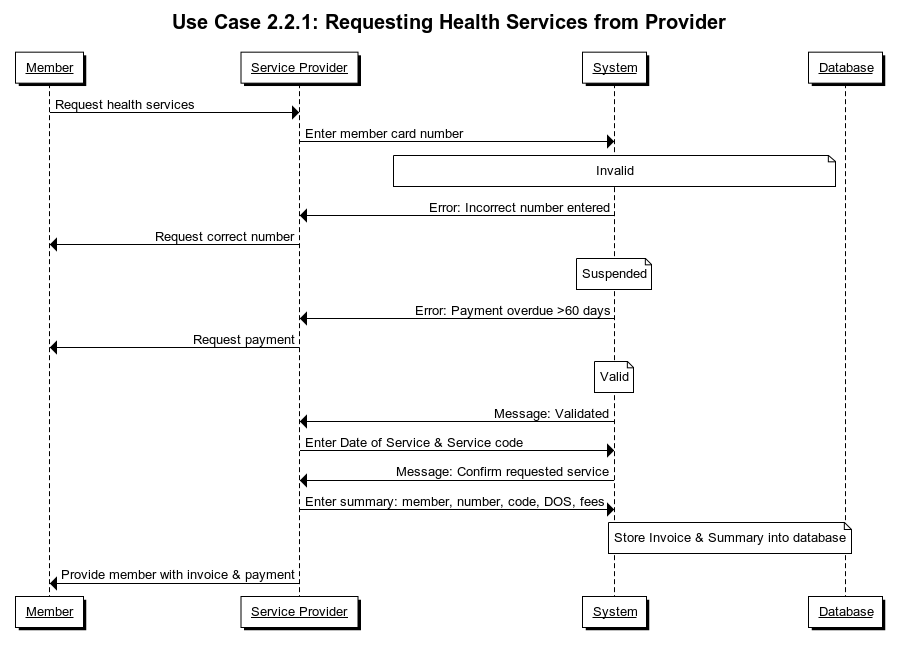 Use Case 2.2.1: Requesting Health Services from Provider
Member
Service Provider
System
Database
Request health services
Enter member card number
Invalid
Error: Incorrect number entered
Request correct number
Suspended
Error: Payment overdue >60 days
Request payment
Valid
Message: Validated
Enter Date of Service & Service code
Message: Confirm requested service
Enter summary: member, number, code, DOS, fees
Store Invoice & Summary into database
Provide member with invoice & payment
Member
Service Provider
System
Database